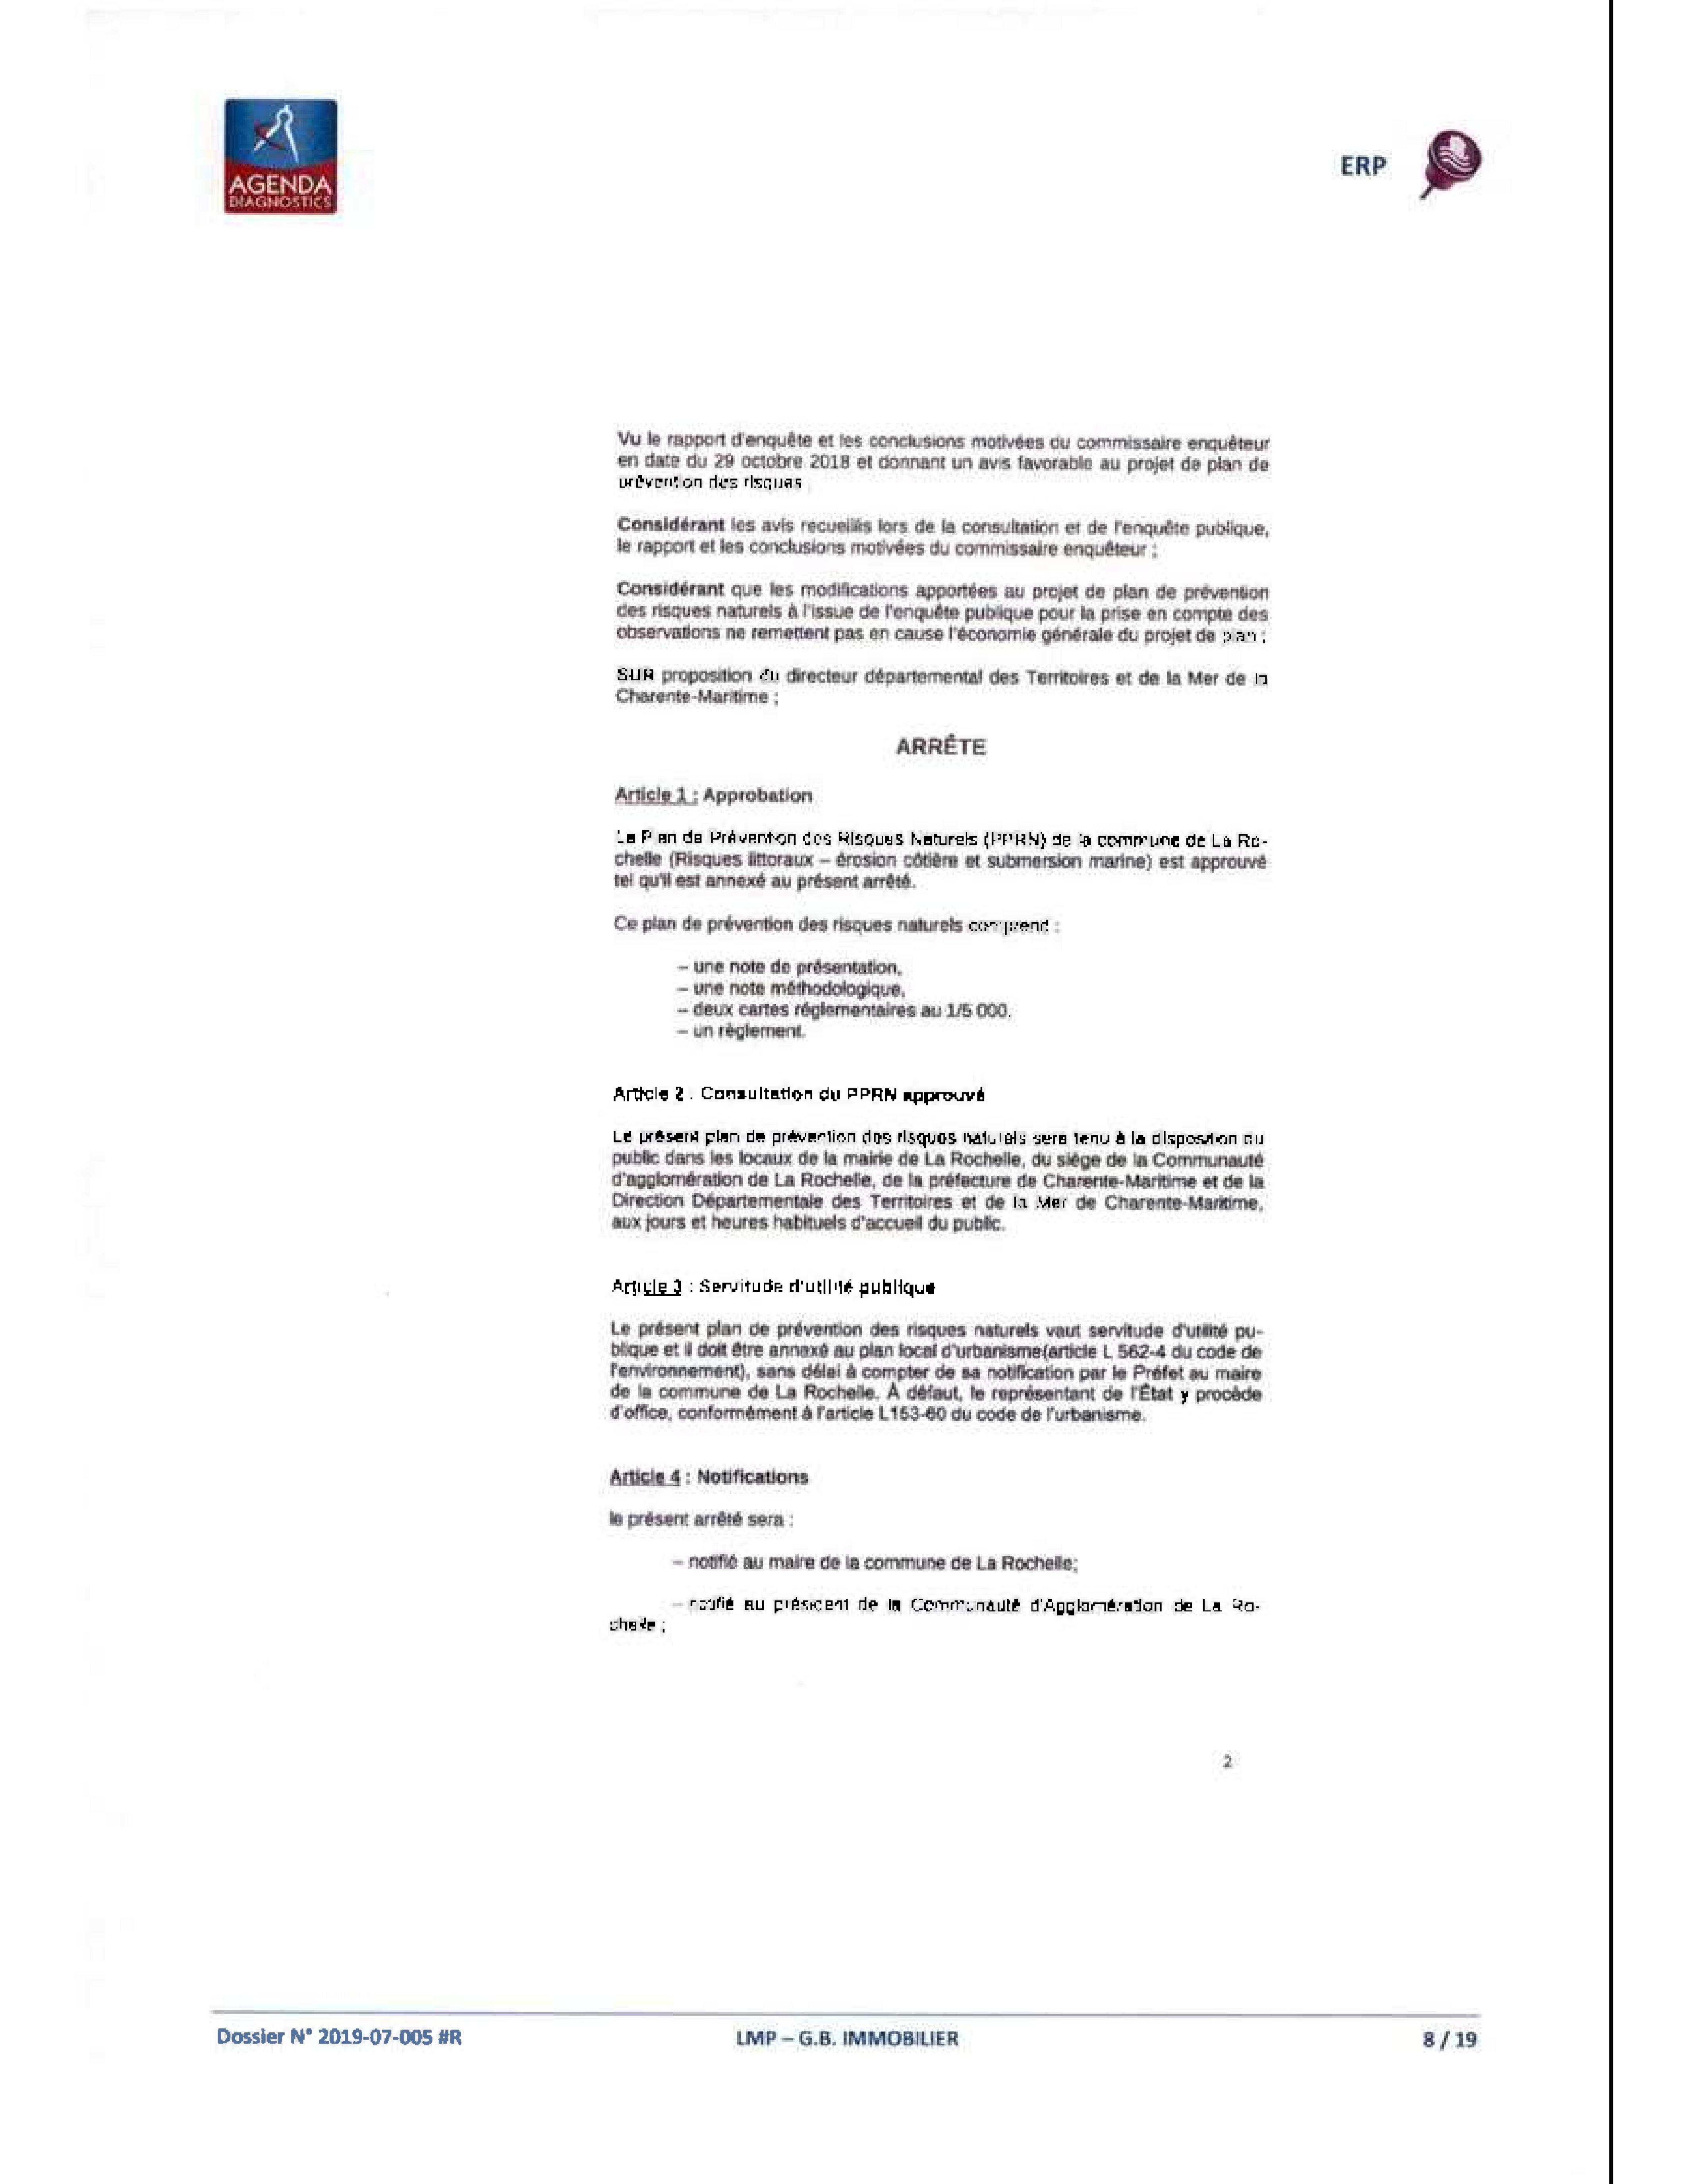 AGENDA
DIAGNOSTICS
ERP
Vu le rapport d'enquête et les conclusions motivées du commissaire enquêteur
en date du 29 octobre 2018 et donnant un avis favorable au projet de plan de
prévention des risques
Considérant les avis recueillis lors de la consultation et de l'enquête publique,
le rapport et les conclusions motivées du commissaire enquêteur ;
Considérant que les modifications apportées au projet de plan de prévention
des risques naturels à l'issue de l'enquête publique pour la prise en compte des
observations ne remettent pas en cause l'économie générale du projet de plan ;
SUR proposition du directeur départemental des Territoires et de la Mer de la
Charente-Maritime ;
ARRÊTE
Article 1 : Approbation
Le Plan de Prévention des Risques Naturels (PPRN) de la commune de La Ro-
chelle (Risques littoraux – érosion côtière et submersion marine) est approuvé
tel qu'il est annexé au présent arrêté.
Ce plan de prévention des risques naturels comprend :
– une note de présentation,
– une note méthodologique,
– deux cartes réglementaires au 1/5 000.
– un règlement.
Article 2 : Consultation du PPRN approuvé
Le présent plan de prévention des risques naturels sera tenu à la disposition du
public dans les locaux de la mairie de La Rochelle, du siège de la Communauté
d'agglomération de La Rochelle, de la préfecture de Charente-Maritime et de la
Direction Départementale des Territoires et de la Mer de Charente-Maritime,
aux jours et heures habituels d'accueil du public.
Article 3 : Servitude d'utilité publique
Le présent plan de prévention des risques naturels vaut servitude d'utilité pu-
blique et il doit être annexé au plan local d'urbanisme(article L 562-4 du code de
l'environnement), sans délai à compter de sa notification par le Préfet au maire
de la commune de La Rochelle. À défaut, le représentant de l'État y procède
d'office, conformément à l'article L153-60 du code de l'urbanisme.
Article 4 : Notifications
le présent arrêté sera :
– notifié au maire de la commune de La Rochelle;
– notifié au président de la Communauté d'Agglomération de La Ro-
chelle ;
2
Dossier N° 2019-07-005 #R
LMP – G.B. IMMOBILIER
8 / 19